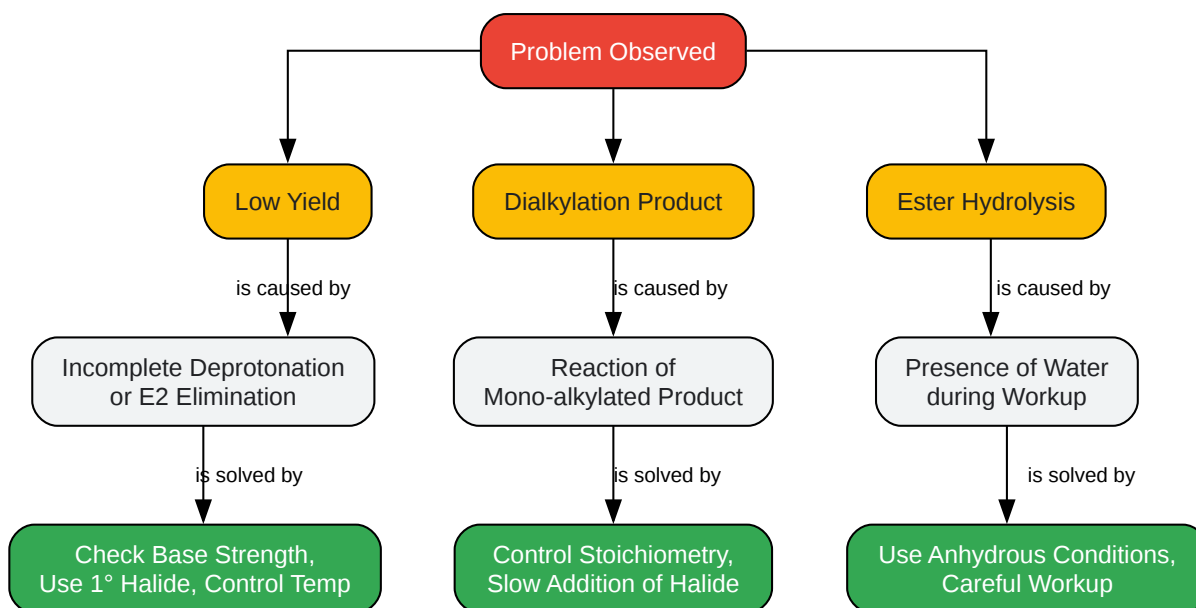 Problem Observed
Low Yield
Dialkylation Product
Ester Hydrolysis
is caused by
is caused by
is caused by
Incomplete Deprotonation
or E2 Elimination
Reaction of
Mono-alkylated Product
Presence of Water
during Workup
is solved by
is solved by
is solved by
Check Base Strength,
Use 1° Halide, Control Temp
Control Stoichiometry,
Slow Addition of Halide
Use Anhydrous Conditions,
Careful Workup